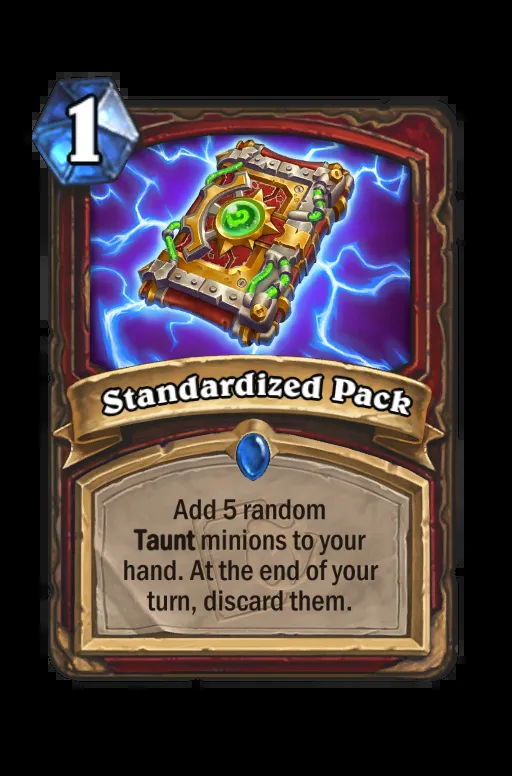 1
Standardized Pack
Add 5 random
Taunt minions to your
hand. At the end of your
turn, discard them.